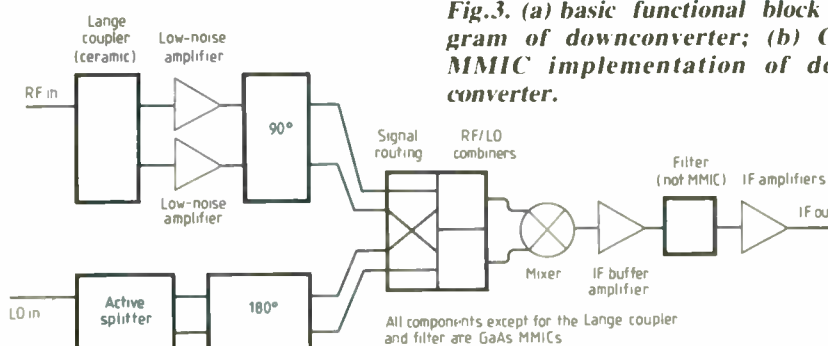 Fig.3. (a) basic functional block
gram of downconverter; (b)
MMIC implementation of
converter.
Lange
coupler
(ceramic)
Low-noise
amplifier
RF in
90°
Low-noise
amplifier
Signal
routing
RF/LO
combiners
Filter
(not MMIC)
IF amplifiers
IF
Mixer
IF buffer
amplifier
LO in
Active
splitter
180°
All components except for the Lange coupler
and filter are GaAs MMICs